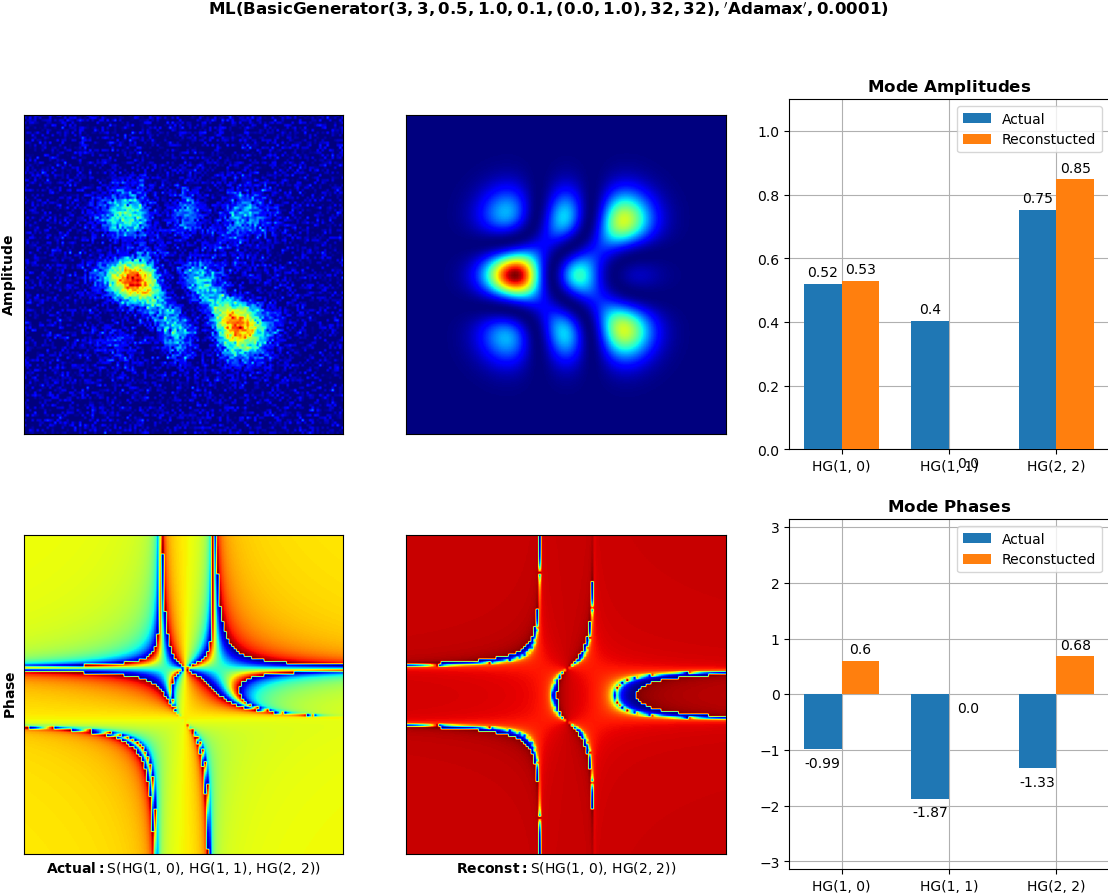 ML(BasicGenerator(3, 3, 0.5, 1.0, 0.1, (0.0, 1.0), 32, 32), 'Adamax', 0.0001)
Amplitude
Mode Amplitudes
Actual
Reconstucted
1.0
0.8
0.6
0.4
0.2
0.0
0.52
0.53
0.4
0.0
0.75
0.85
HG(1, 0)
HG(1, 1)
HG(2, 2)
Phase
Actual: S(HG(1, 0), HG(1, 1), HG(2, 2))
Reconst: S(HG(1, 0), HG(2, 2))
Mode Phases
Actual
Reconstucted
3
2
1
0
−1
−2
−3
-0.99
0.6
-1.87
0.0
-1.33
0.68
HG(1, 0)
HG(1, 1)
HG(2, 2)